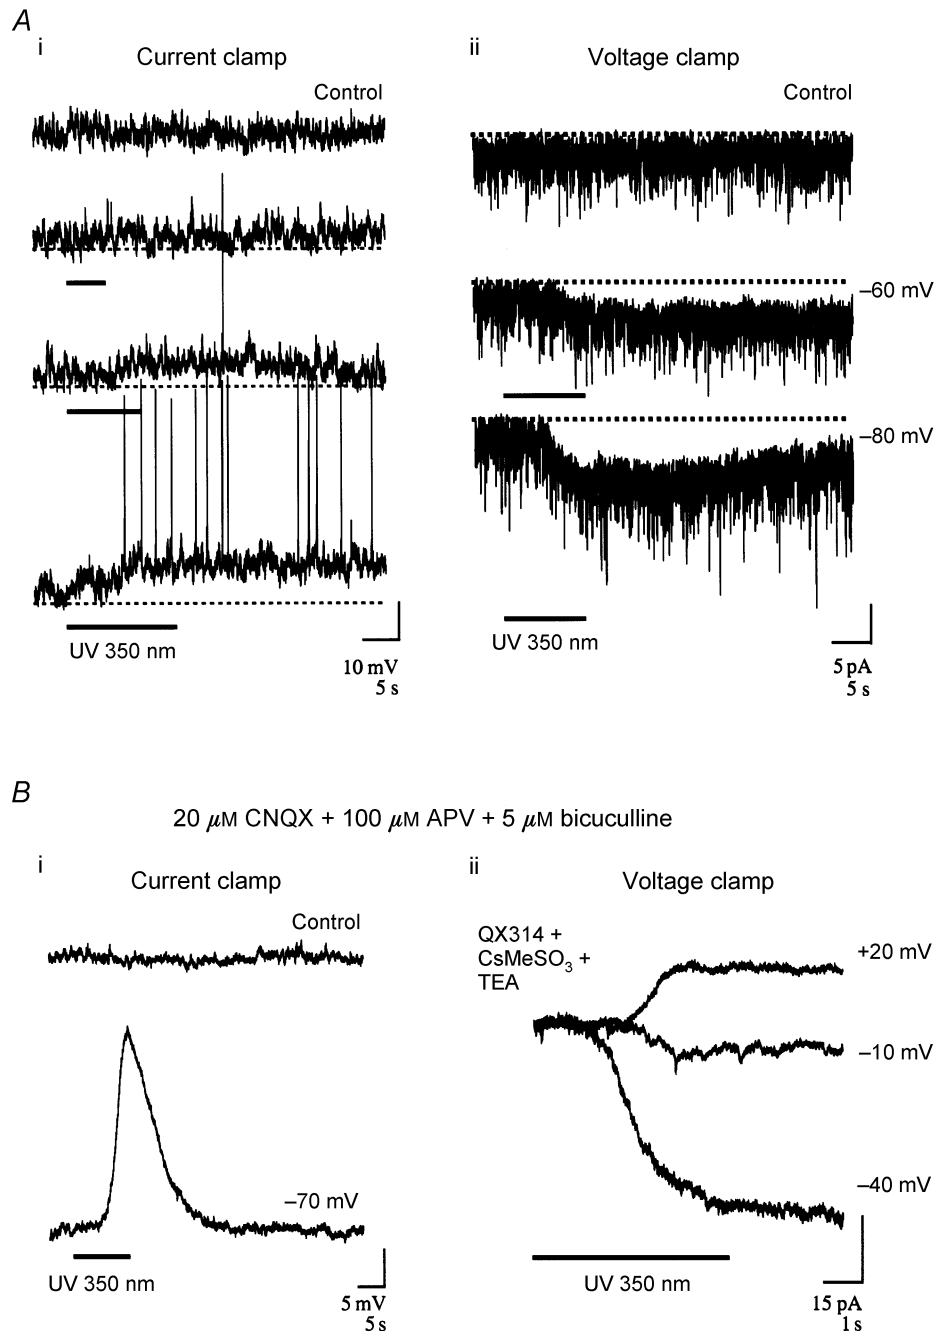 A
i
Current clamp
Control
UV 350 nm
10 mV
5 s
ii
Voltage clamp
Control
–60 mV
–80 mV
UV 350 nm
5 pA
5 s
B
20 μM CNQX + 100 μM APV + 5 μM bicuculline
i
Current clamp
Control
–70 mV
UV 350 nm
5 mV
5 s
ii
Voltage clamp
QX314 +
CsMeSO₃ +
TEA
+20 mV
–10 mV
–40 mV
UV 350 nm
15 pA
1 s